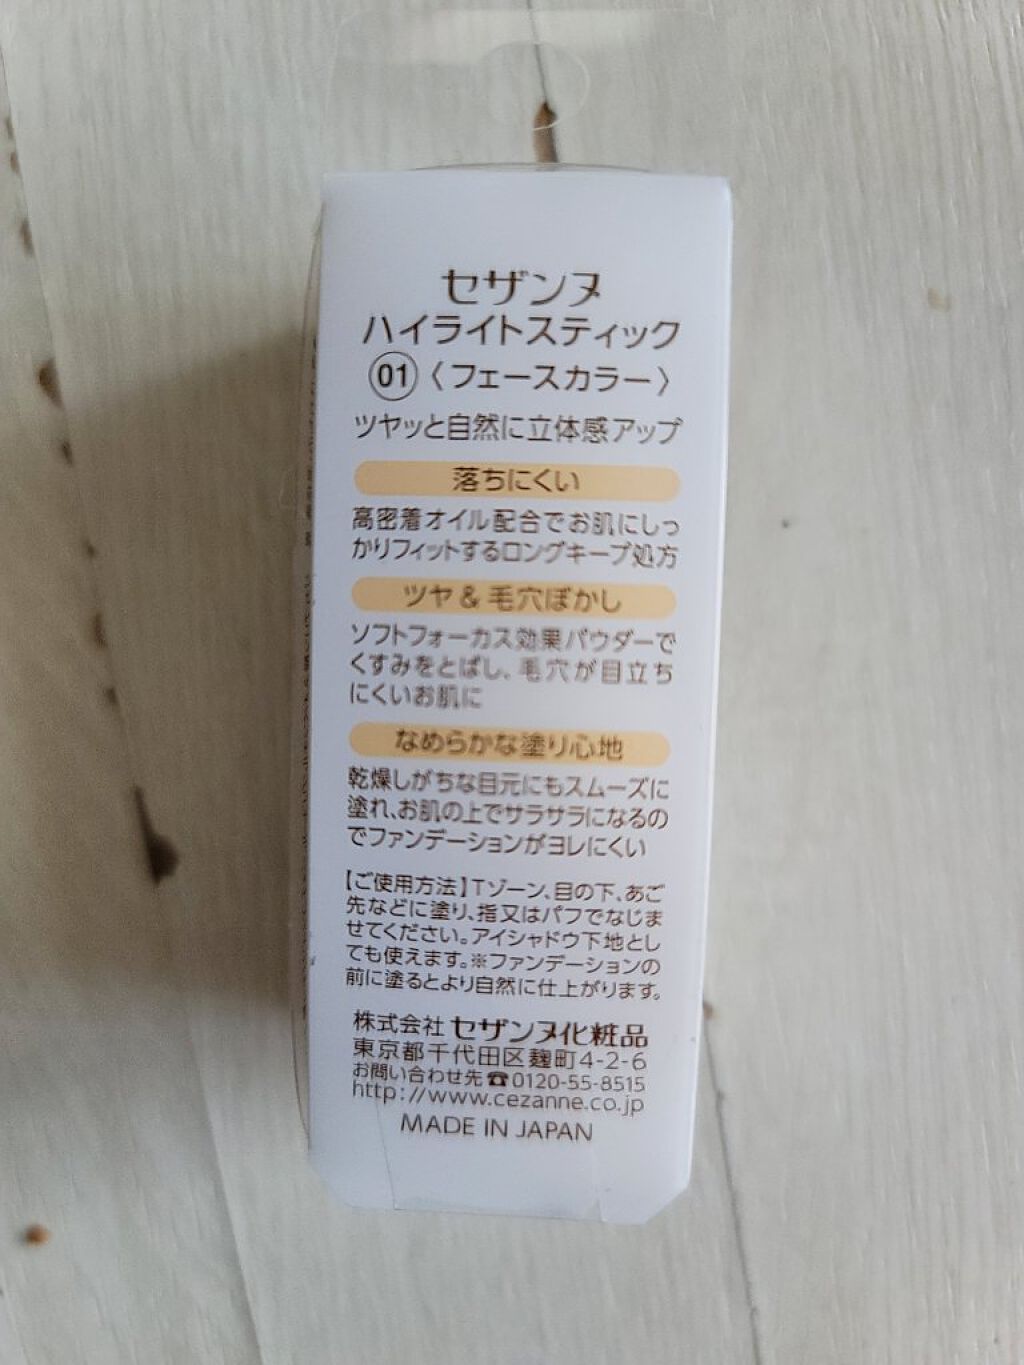 セザンヌ
ハイライトスティック
01 〈フェースカラー〉
ツヤッと自然に立体感アップ
落ちにくい
高密着オイル配合でお肌にしっ
かりフィットするロングキープ処方
ツヤ & 毛穴ぼかし
ソフトフォーカス効果パウダーで
くすみをとばし、毛穴が目立ち
にくいお肌に
なめらかな塗り心地
乾燥しがちな目元にもスムーズに
塗れ、お肌の上でサラサラになるの
でファンデーションがヨレにくい
【ご使用方法】Tゾーン、目の下、あご
先などに塗り、指又はパフでなじま
せてください。アイシャドウ下地とし
ても使えます。※ファンデーションの
前に塗るとより自然に仕上がります。
株式会社 セザンヌ化粧品
東京都千代田区麹町4-2-6
お問い合わせ先☎0120-55-8515
http://www.cezanne.co.jp
MADE IN JAPAN